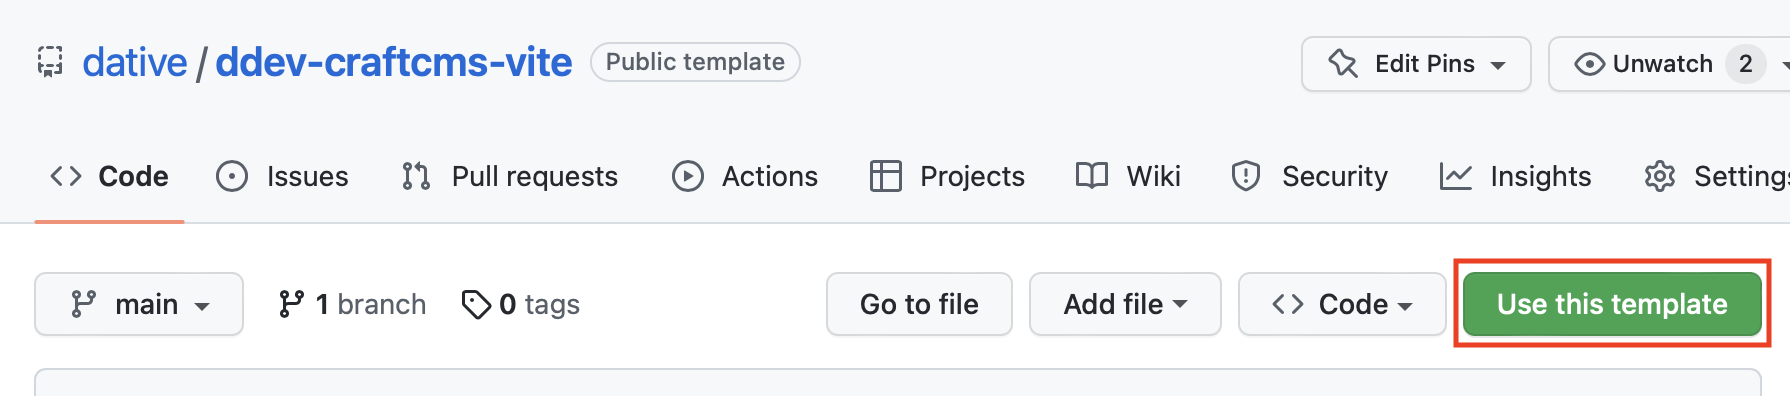 dative / ddev-craftcms-vite Public template Edit Pins Unwatch 2
Code Issues Pull requests Actions Projects Wiki Security Insights Settings
main 1 branch 0 tags Go to file Add file Code Use this template